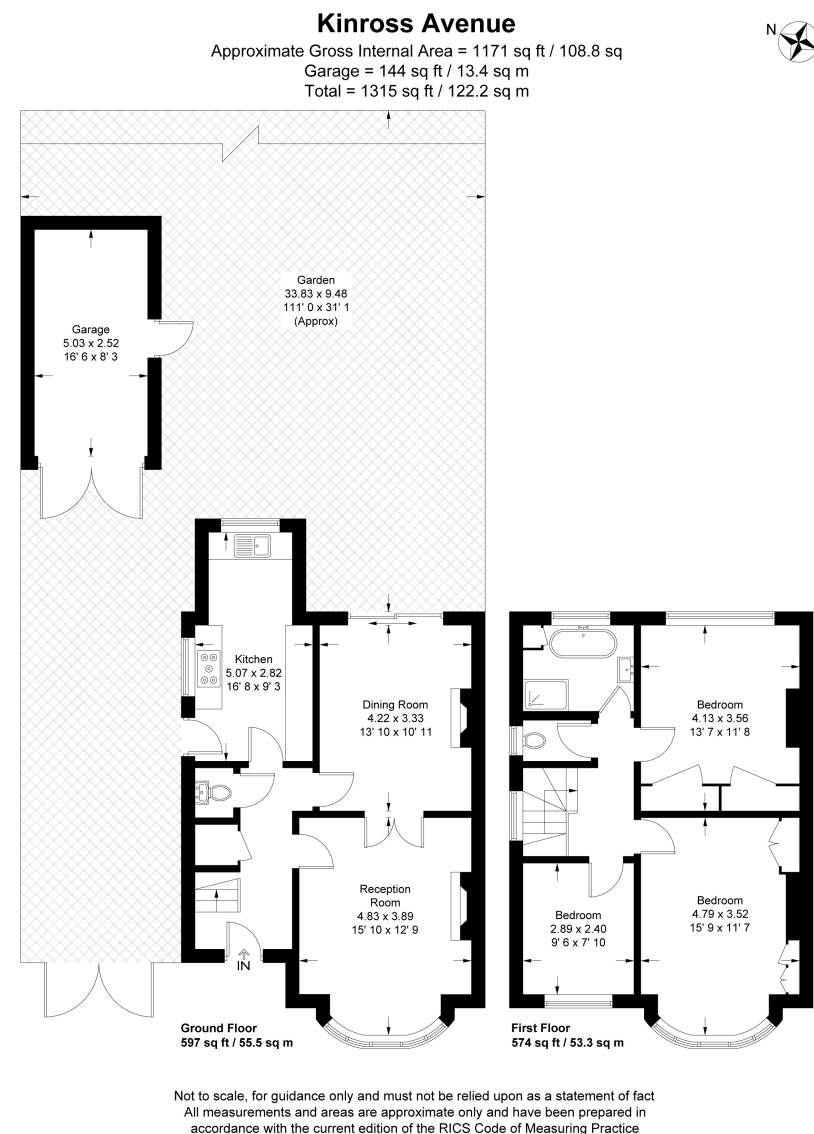 Kinross Avenue
Approximate Gross Internal Area = 1171 sq ft / 108.8 sq
Garage = 144 sq ft / 13.4 sq m
Total = 1315 sq ft / 122.2 sq m
N
Garden
33.83 x 9.48
111' 0 x 31' 1
(Approx)
Garage
5.03 x 2.52
16' 6 x 8' 3
Kitchen
5.07 x 2.82
16' 8 x 9' 3
Dining Room
4.22 x 3.33
13' 10 x 10' 11
Bedroom
4.13 x 3.56
13' 7 x 11' 8
Reception
Room
4.83 x 3.89
15' 10 x 12' 9
Bedroom
2.89 x 2.40
9' 6 x 7' 10
Bedroom
4.79 x 3.52
15' 9 x 11' 7
IN
Ground Floor
597 sq ft / 55.5 sq m
First Floor
574 sq ft / 53.3 sq m
Not to scale, for guidance only and must not be relied upon as a statement of fact
All measurements and areas are approximate only and have been prepared in
accordance with the current edition of the RICS Code of Measuring Practice